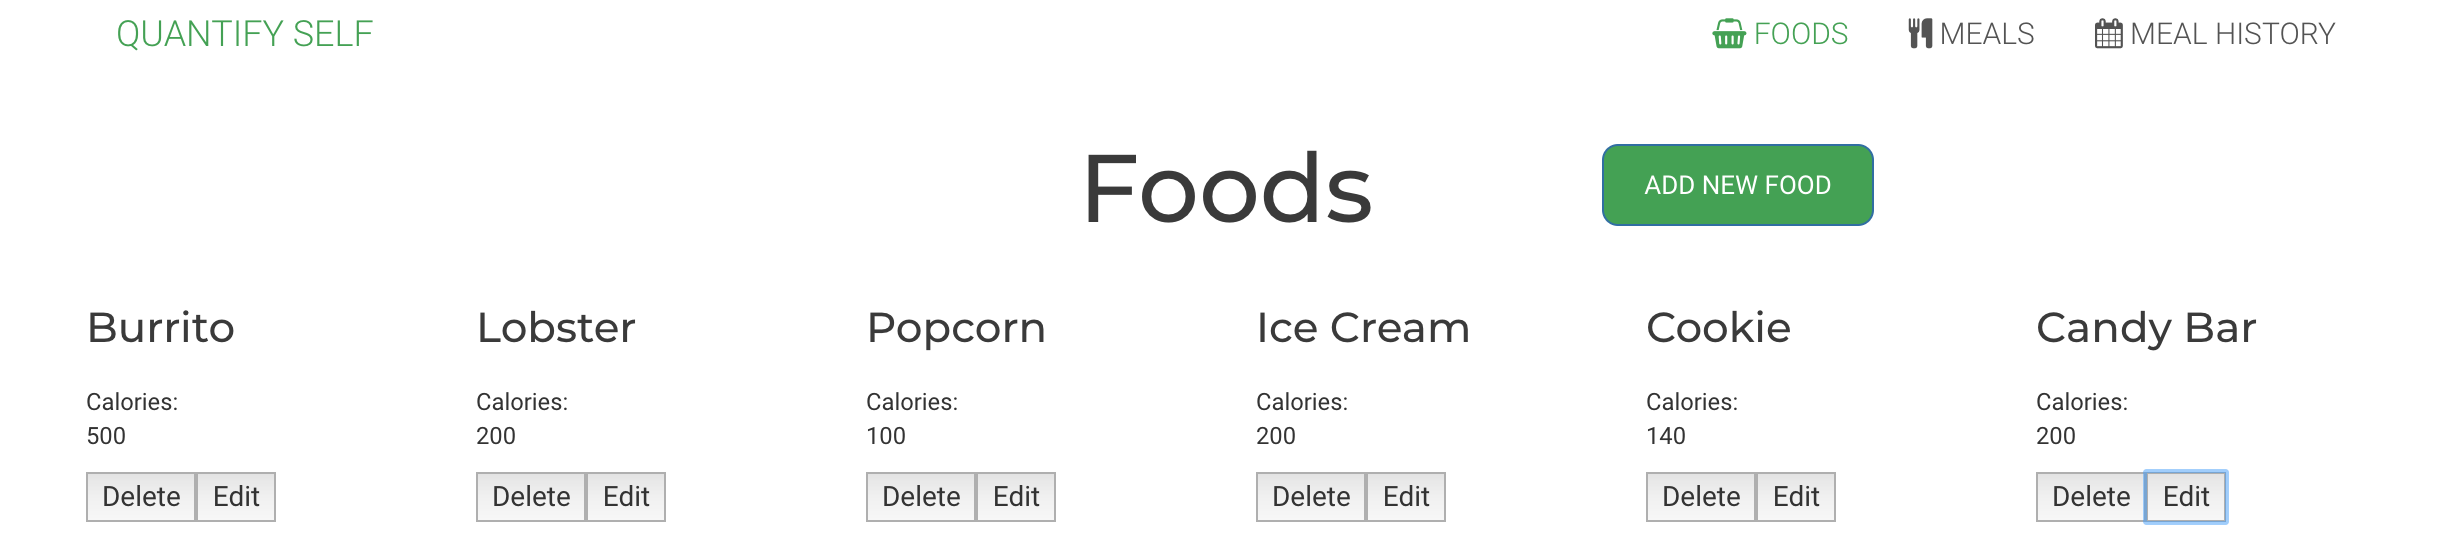 QUANTIFY SELF
FOODS MEALS MEAL HISTORY
Foods
ADD NEW FOOD
Burrito
Calories:
500
Delete Edit
Lobster
Calories:
200
Delete Edit
Popcorn
Calories:
100
Delete Edit
Ice Cream
Calories:
200
Delete Edit
Cookie
Calories:
140
Delete Edit
Candy Bar
Calories:
200
Delete Edit